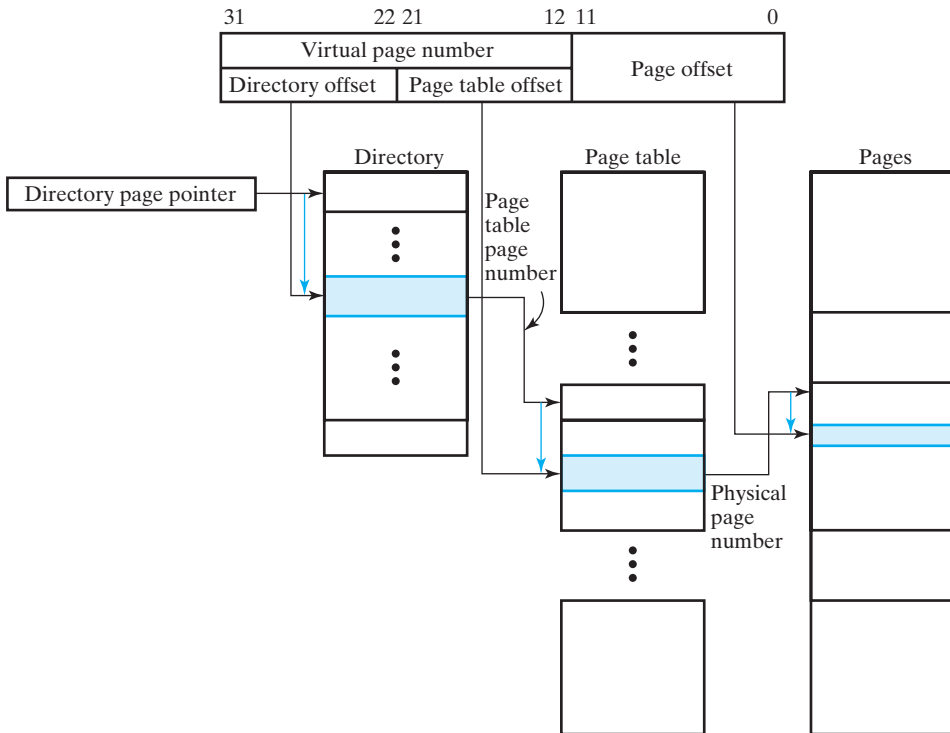 31 22 21 12 11 0
Virtual page number
Page offset
Directory offset Page table offset
Directory Page table Pages
Directory page pointer
Page
table
page
number
Physical
page
number